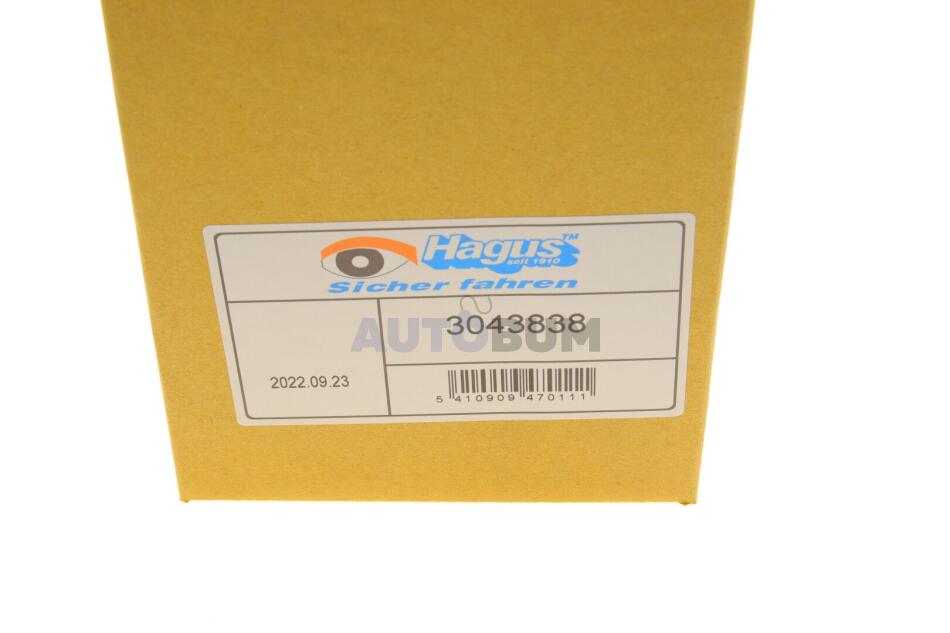 Hagus™
seit 1910
Sicher fahren
3043838
AUTOBUM
2022.09.23
5 410909 470111